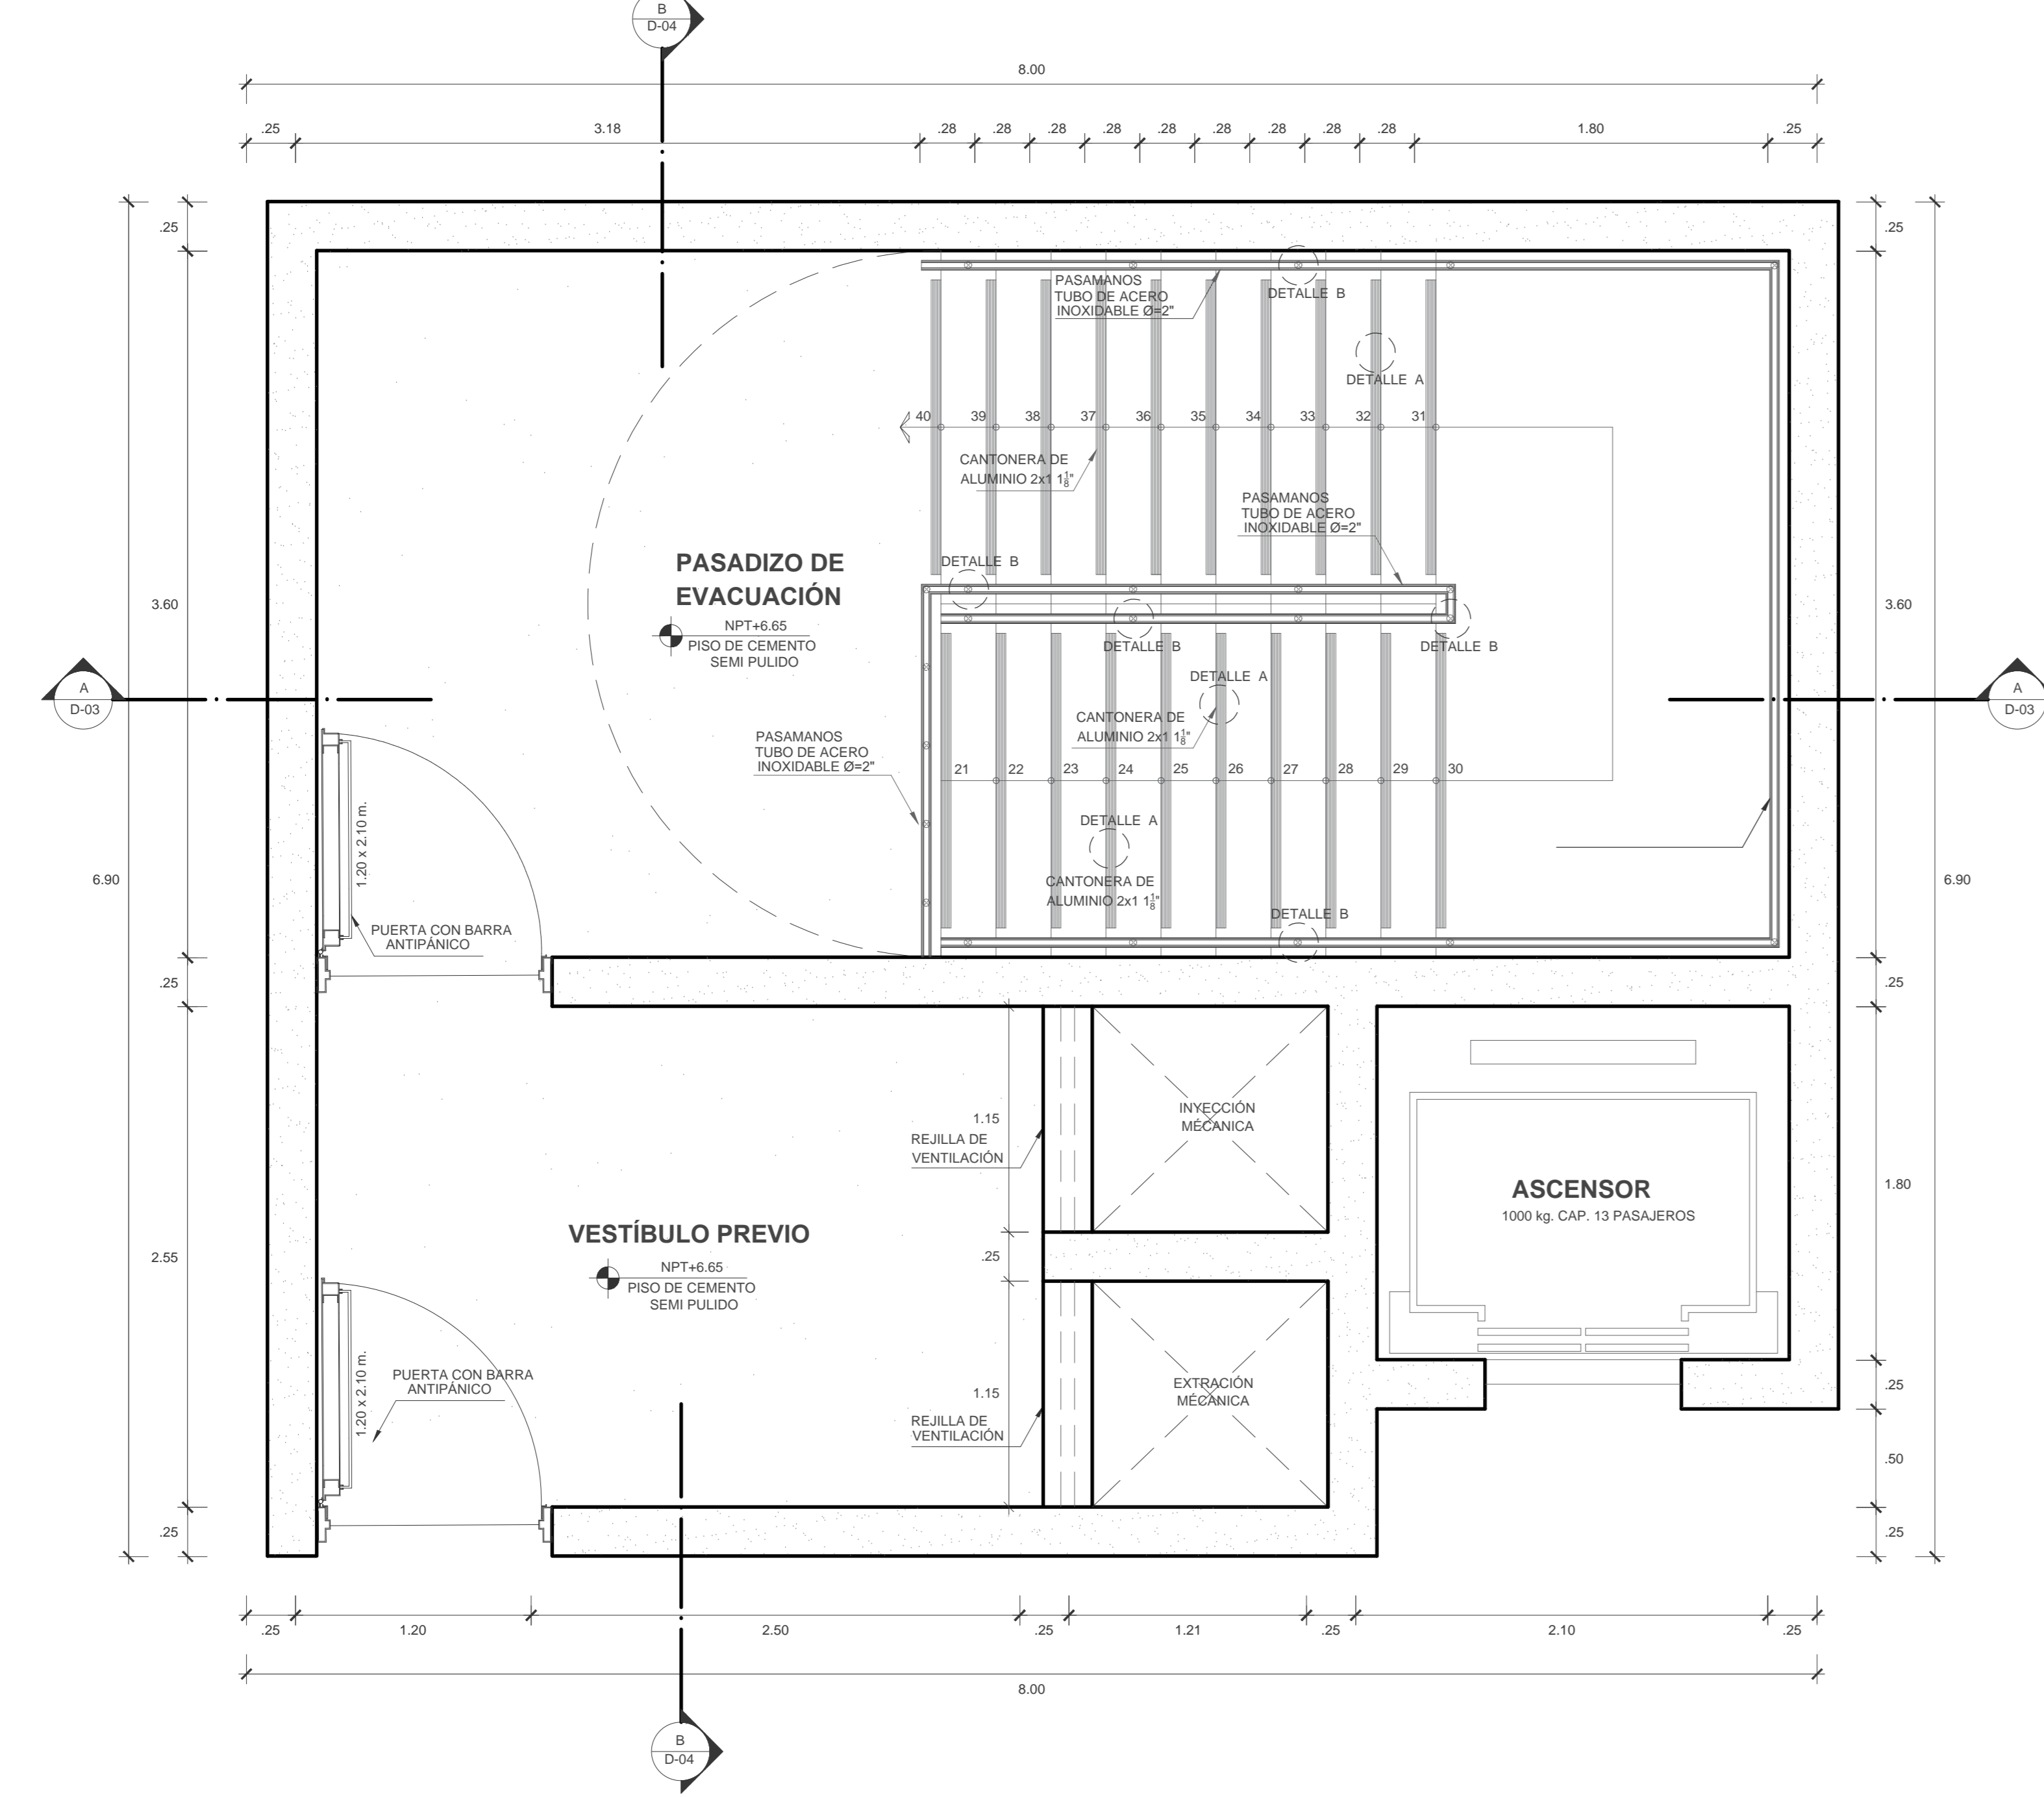 B
D-04
8.00
.25
3.18
.28
.28
.28
.28
.28
.28
.28
.28
.28
1.80
.25
.25
.25
PASAMANOS
TUBO DE ACERO
INOXIDABLE Ø=2"
DETALLE B
DETALLE A
40
39
38
37
36
35
34
33
32
31
CANTONERA DE
ALUMINIO 2x1 1⅛"
PASAMANOS
TUBO DE ACERO
INOXIDABLE Ø=2"
DETALLE B
PASADIZO DE
EVACUACIÓN
NPT+6.65
PISO DE CEMENTO
SEMI PULIDO
3.60
3.60
DETALLE B
DETALLE B
DETALLE A
A
D-03
A
D-03
CANTONERA DE
ALUMINIO 2x1 1⅛"
PASAMANOS
TUBO DE ACERO
INOXIDABLE Ø=2"
21
22
23
24
25
26
27
28
29
30
DETALLE A
1.20 x 2.10 m.
6.90
6.90
CANTONERA DE
ALUMINIO 2x1 1⅛"
DETALLE B
PUERTA CON BARRA
ANTIPÁNICO
.25
.25
1.15
REJILLA DE
VENTILACIÓN
INYECCIÓN
MÉCANICA
ASCENSOR
1000 kg. CAP. 13 PASAJEROS
1.80
VESTÍBULO PREVIO
NPT+6.65
PISO DE CEMENTO
SEMI PULIDO
2.55
.25
1.20 x 2.10 m.
PUERTA CON BARRA
ANTIPÁNICO
1.15
REJILLA DE
VENTILACIÓN
EXTRACIÓN
MÉCANICA
.25
.50
.25
.25
.25
1.20
2.50
.25
1.21
.25
2.10
.25
8.00
B
D-04